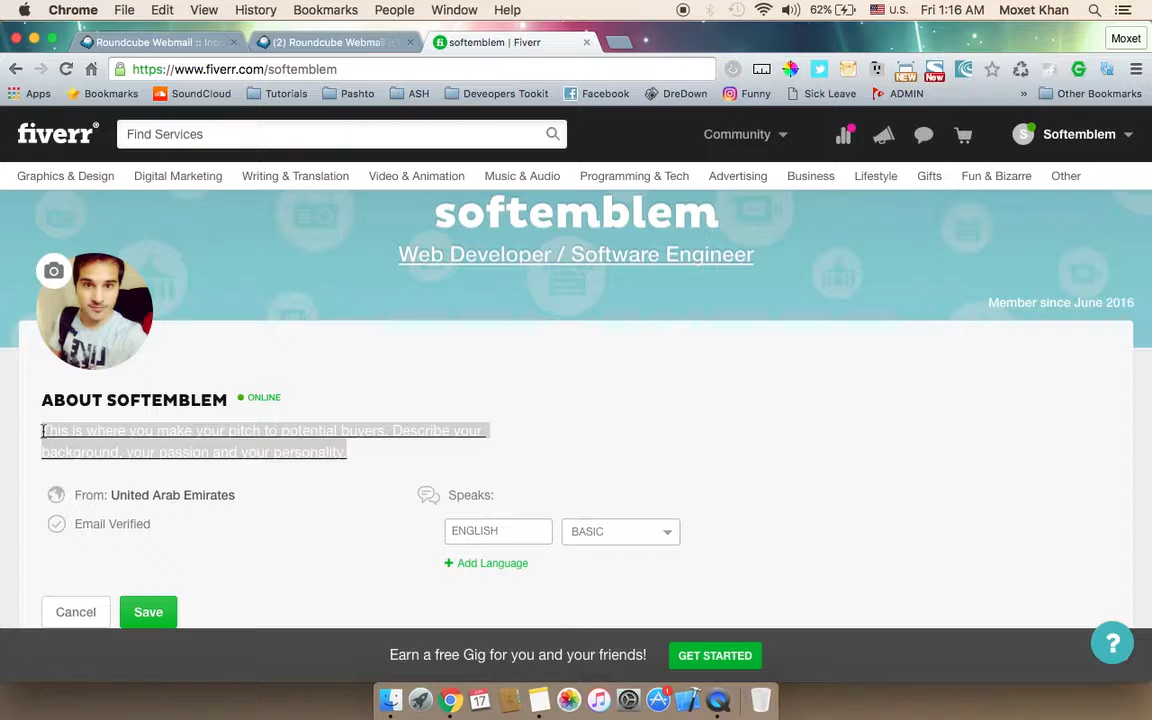 Chrome File Edit View History Bookmarks People Window Help 62% U.S. Fri 1:16 AM Moxet Khan
Roundcube Webmail :: In (2) Roundcube Webmail softemblem | Fiverr Moxet
https://www.fiverr.com/softemblem
Apps Bookmarks SoundCloud Tutorials Pashto ASH Deveopers Tookit Facebook DreDown Funny Sick Leave ADMIN » Other Bookmarks
NEW New
fiverr® Find Services Community S Softemblem
Graphics & Design Digital Marketing Writing & Translation Video & Animation Music & Audio Programming & Tech Advertising Business Lifestyle Gifts Fun & Bizarre Other
softemblem
Web Developer / Software Engineer
Member since June 2016
ABOUT SOFTEMBLEM ONLINE
This is where you make your pitch to potential buyers. Describe your
background, your passion and your personality.
From: United Arab Emirates Speaks:
Email Verified ENGLISH BASIC
+ Add Language
Cancel Save
Earn a free Gig for you and your friends! GET STARTED ?
17